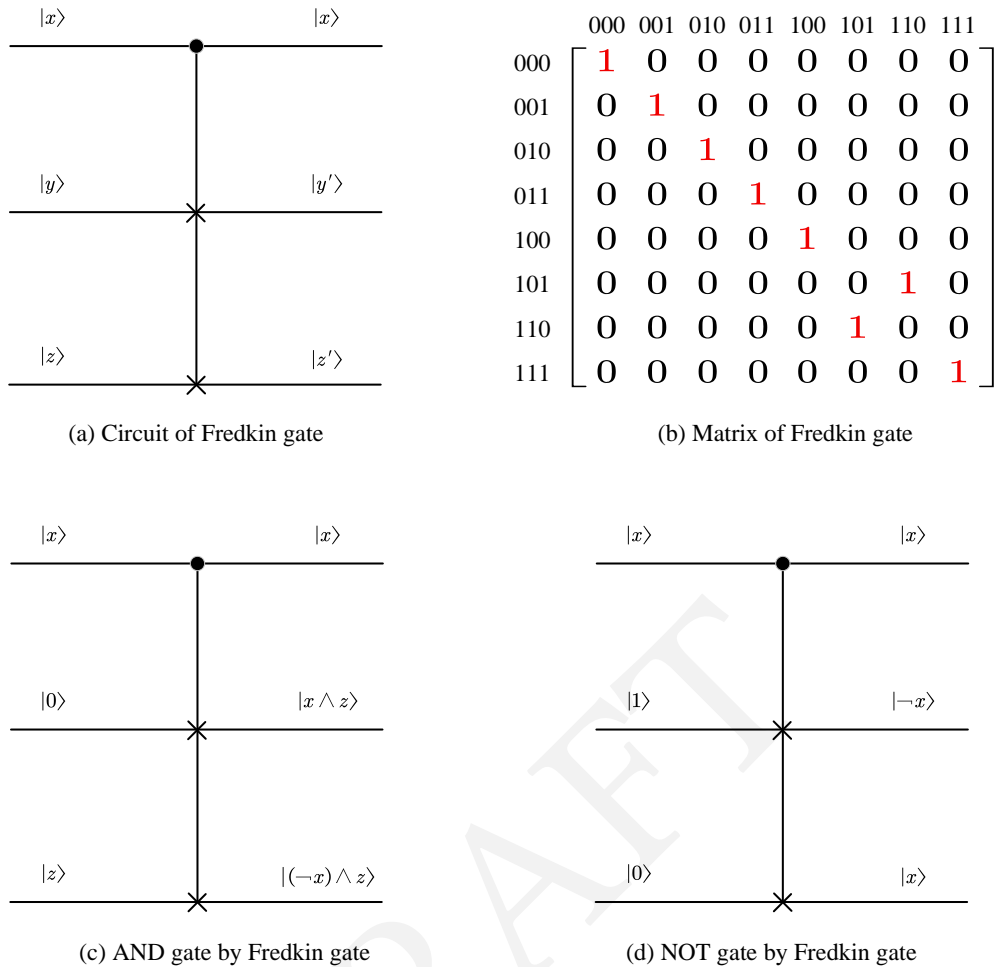 |x⟩ |x⟩
|y⟩ |y'⟩
|z⟩ |z'⟩
(a) Circuit of Fredkin gate
000 001 010 011 100 101 110 111
000 1 0 0 0 0 0 0 0
001 0 1 0 0 0 0 0 0
010 0 0 1 0 0 0 0 0
011 0 0 0 1 0 0 0 0
100 0 0 0 0 1 0 0 0
101 0 0 0 0 0 0 1 0
110 0 0 0 0 0 1 0 0
111 0 0 0 0 0 0 0 1
(b) Matrix of Fredkin gate
|x⟩ |x⟩
|0⟩ |x ∧ z⟩
|z⟩ |(¬x) ∧ z⟩
(c) AND gate by Fredkin gate
|x⟩ |x⟩
|1⟩ |¬x⟩
|0⟩ |x⟩
(d) NOT gate by Fredkin gate
RAFT